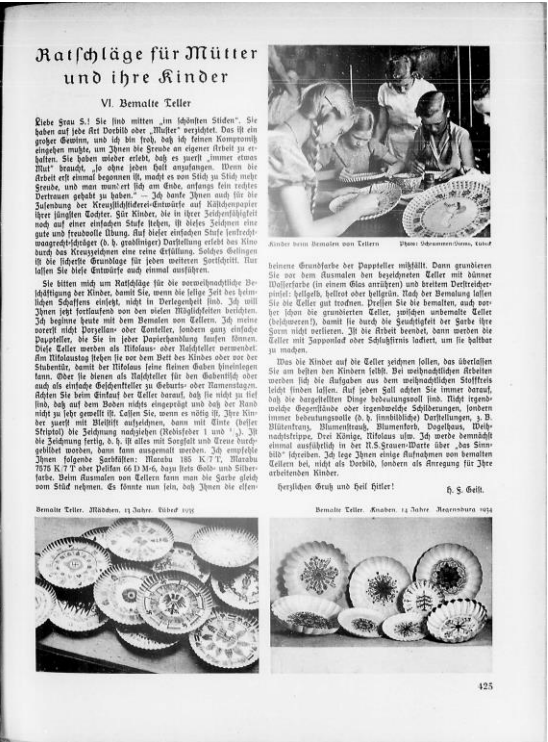 Ratschläge für Mütter
und ihre Kinder
VI. Bemalte Teller
Liebe Frau S.! Sie sind mitten „im schönsten Sticken“. Sie
haben auf jede Art Vorbild oder „Muster“ verzichtet. Das ist ein
großer Gewinn, und ich bin froh, daß ich keinen Kompromiß
eingehen mußte, um Ihnen die Freude an eigener Arbeit zu er-
halten. Sie haben wieder erlebt, daß es zuerst „immer etwas
Mut“ braucht, „so ohne jeden Halt anzufangen. Wenn die
Arbeit erst einmal begonnen ist, macht es von Stich zu Stich mehr
Freude, und man wundert sich am Ende, anfangs kein rechtes
Vertrauen gehabt zu haben.“ — Ich danke Ihnen auch für die
Zusendung der Kreuzstichstickerei-Entwürfe auf Kästchenpapier
ihrer jüngsten Tochter. Für Kinder, die in ihrer Zeichenfähigkeit
noch auf einer einfachen Stufe stehen, ist dieses Zeichnen eine
gute und freudvolle Übung. Auf dieser einfachen Stufe senkrecht-
waagrecht-schräger (d. h. gradliniger) Darstellung erlebt das Kind
durch das Kreuzzeichnen eine reine Erfüllung. Solches Gelingen
ist die sicherste Grundlage für jeden weiteren Fortschritt. Nur
lassen Sie diese Entwürfe auch einmal ausführen.
Sie bitten mich um Ratschläge für die vorweihnachtliche Be-
schäftigung der Kinder, damit Sie, wenn die selige Zeit des heim-
lichen Schaffens einsetzt, nicht in Verlegenheit sind. Ich will
Ihnen jetzt fortlaufend von den vielen Möglichkeiten berichten.
Ich beginne heute mit dem Bemalen von Tellern. Ich meine
vorerst nicht Porzellan- oder Tonteller, sondern ganz einfache
Pappteller, die Sie in jeder Papierhandlung kaufen können.
Diese Teller werden als Nikolaus- oder Naschteller verwendet.
Am Nikolaustag stehen sie vor dem Bett des Kindes oder vor der
Stubentür, damit der Nikolaus seine kleinen Gaben hineinlegen
kann. Oder sie dienen als Naschteller für den Gabentisch oder
auch als einfache Geschenkteller zu Geburts- oder Namenstagen.
Achten Sie beim Einkauf der Teller darauf, daß sie nicht zu tief
sind, daß auf dem Boden nichts eingeprägt und daß der Rand
nicht zu sehr gewellt ist. Lassen Sie, wenn es nötig ist, Ihre Kin-
der zuerst mit Bleistift aufzeichnen, dann mit Tinte (besser
Skriptol) die Zeichnung nachziehen (Redisfeder 1 und ½). Ist
die Zeichnung fertig, d. h. ist alles mit Sorgfalt und Treue durch-
gebildet worden, dann kann ausgemalt werden. Ich empfehle
Ihnen folgende Farbkästen: Marabu 185 K/7 T, Marabu
7575 K/7 T oder Pelikan 66 D M-6, dazu stets Gold- und Silber-
farbe. Beim Ausmalen von Tellern kann man die Farbe gleich
vom Stück nehmen. Es könnte nun sein, daß Ihnen die elfen-
Kinder beim Bemalen von Tellern
Lübeck
beinene Grundfarbe der Pappteller mißfällt. Dann grundieren
Sie vor dem Ausmalen der bezeichneten Teller mit dünner
Wasserfarbe (in einem Glas anrühren) und breitem Borstreicher-
pinsel: hellgelb, hellrot oder hellgrün. Nach der Bemalung lassen
Sie die Teller gut trocknen. Pressen Sie die bemalten, auch vor-
her schon die grundierten Teller, zwischen unbemalte Teller
(beschweren!), damit sie durch die Feuchtigkeit der Farbe ihre
Form nicht verlieren. Ist die Arbeit beendet, dann werden die
Teller mit Zapponlack oder Schlußfirnis lackiert, um sie haltbar
zu machen.
Was die Kinder auf die Teller zeichnen sollen, das überlassen
Sie am besten den Kindern selbst. Bei weihnachtlichen Arbeiten
werden sich die Aufgaben aus dem weihnachtlichen Stoffkreis
leicht finden lassen. Auf jeden Fall achten Sie immer darauf,
daß die dargestellten Dinge bedeutungsvoll sind. Nicht irgend-
welche Gegenstände oder irgendwelche Schilderungen, sondern
immer bedeutungsvolle (d. h. sinnbildliche) Darstellungen, z. B.
Blütenkranz, Blumenstrauß, Blumenkorb, Vogelhaus, Weih-
nachtskrippe, Drei Könige, Nikolaus usw. Ich werde demnächst
einmal ausführlich in der N.S.Frauen-Warte über „das Sinn-
bild“ schreiben. Ich lege Ihnen einige Aufnahmen von bemalten
Tellern bei, nicht als Vorbild, sondern als Anregung für Ihre
arbeitenden Kinder.
Herzlichen Gruß und Heil Hitler!
H. F. Geist.
Bemalte Teller. Mädchen, 13 Jahre. Lübeck 1935
Bemalte Teller. Knaben, 14 Jahre. Regensburg 1934
425